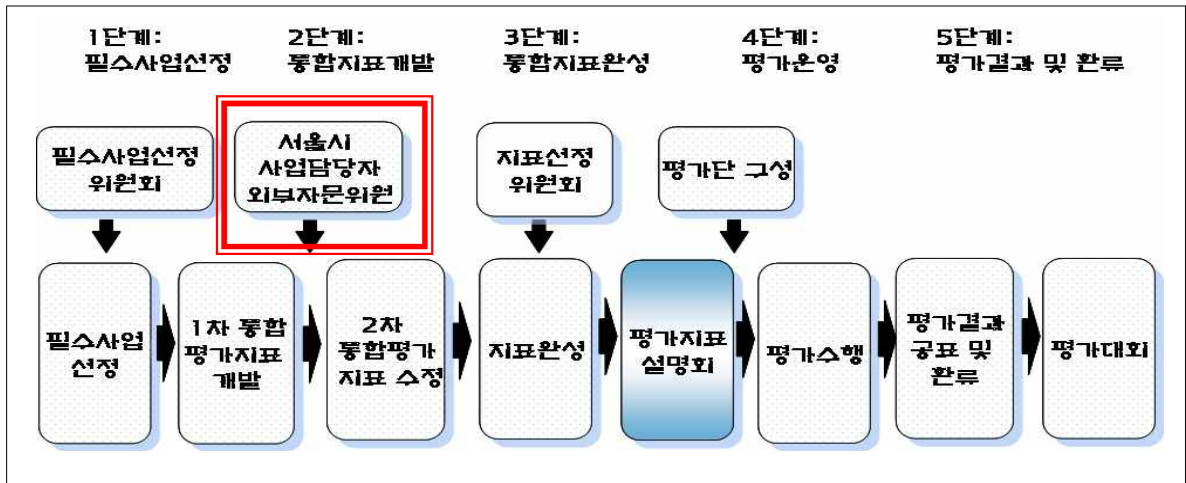 1단계:
필수사업선정
2단계:
통합지표개발
3단계:
통합지표완성
4단계:
평가운영
5단계:
평가결과 및 환류
필수사업선정
위원회
서울시
사업담당자
외부자문위원
지표선정
위원회
평가단 구성
필수사업
선정
1차 통합
평가지표
개발
2차
통합평가
지표 수정
지표완성
평가지표
설명회
평가수행
평가결과
공표 및
환류
평가대회